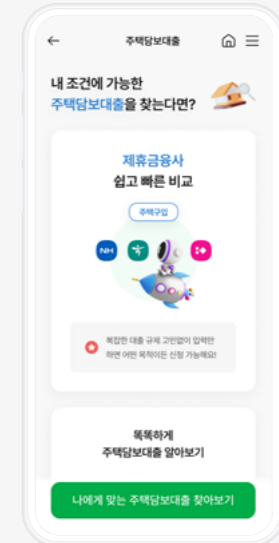 주택담보대출
내 조건에 가능한
주택담보대출을 찾는다면?
제휴금융사
쉽고 빠른 비교
주택구입
NH
복잡한 대출 규제 고민없이 입력만
하면 어떤 목적이든 신청 가능해요!
똑똑하게
주택담보대출 알아보기
나에게 맞는 주택담보대출 찾아보기